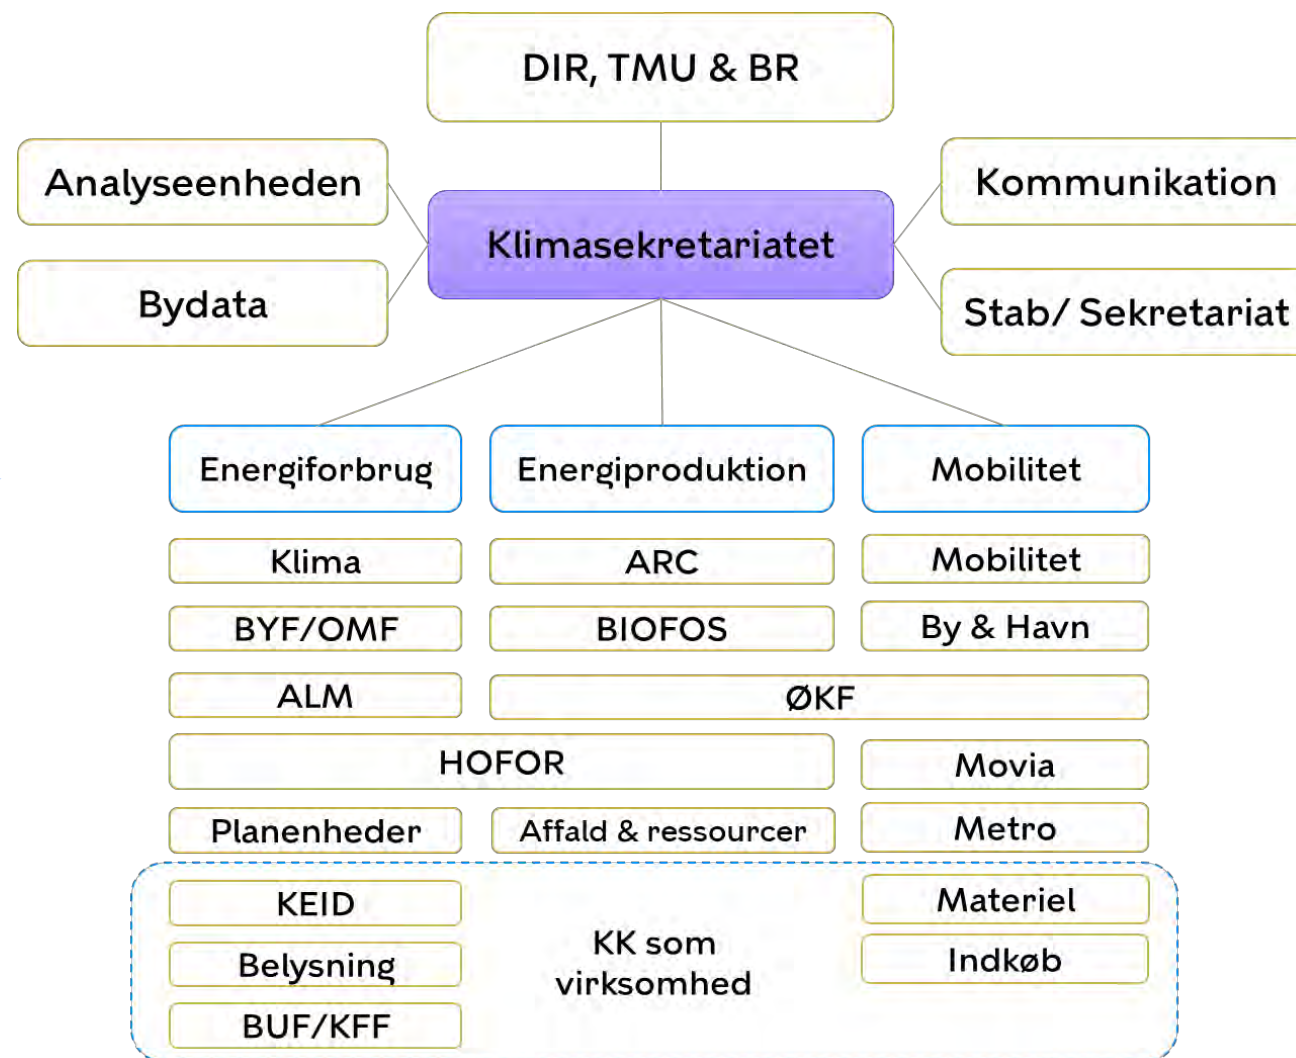 DIR, TMU & BR
Analyseenheden
Kommunikation
Klimasekretariatet
Bydata
Stab/ Sekretariat
Energiforbrug
Energiproduktion
Mobilitet
Klima
ARC
Mobilitet
BYF/OMF
BIOFOS
By & Havn
ALM
ØKF
HOFOR
Movia
Planenheder
Affald & ressourcer
Metro
KEID
KK som
virksomhed
Materiel
Belysning
Indkøb
BUF/KFF